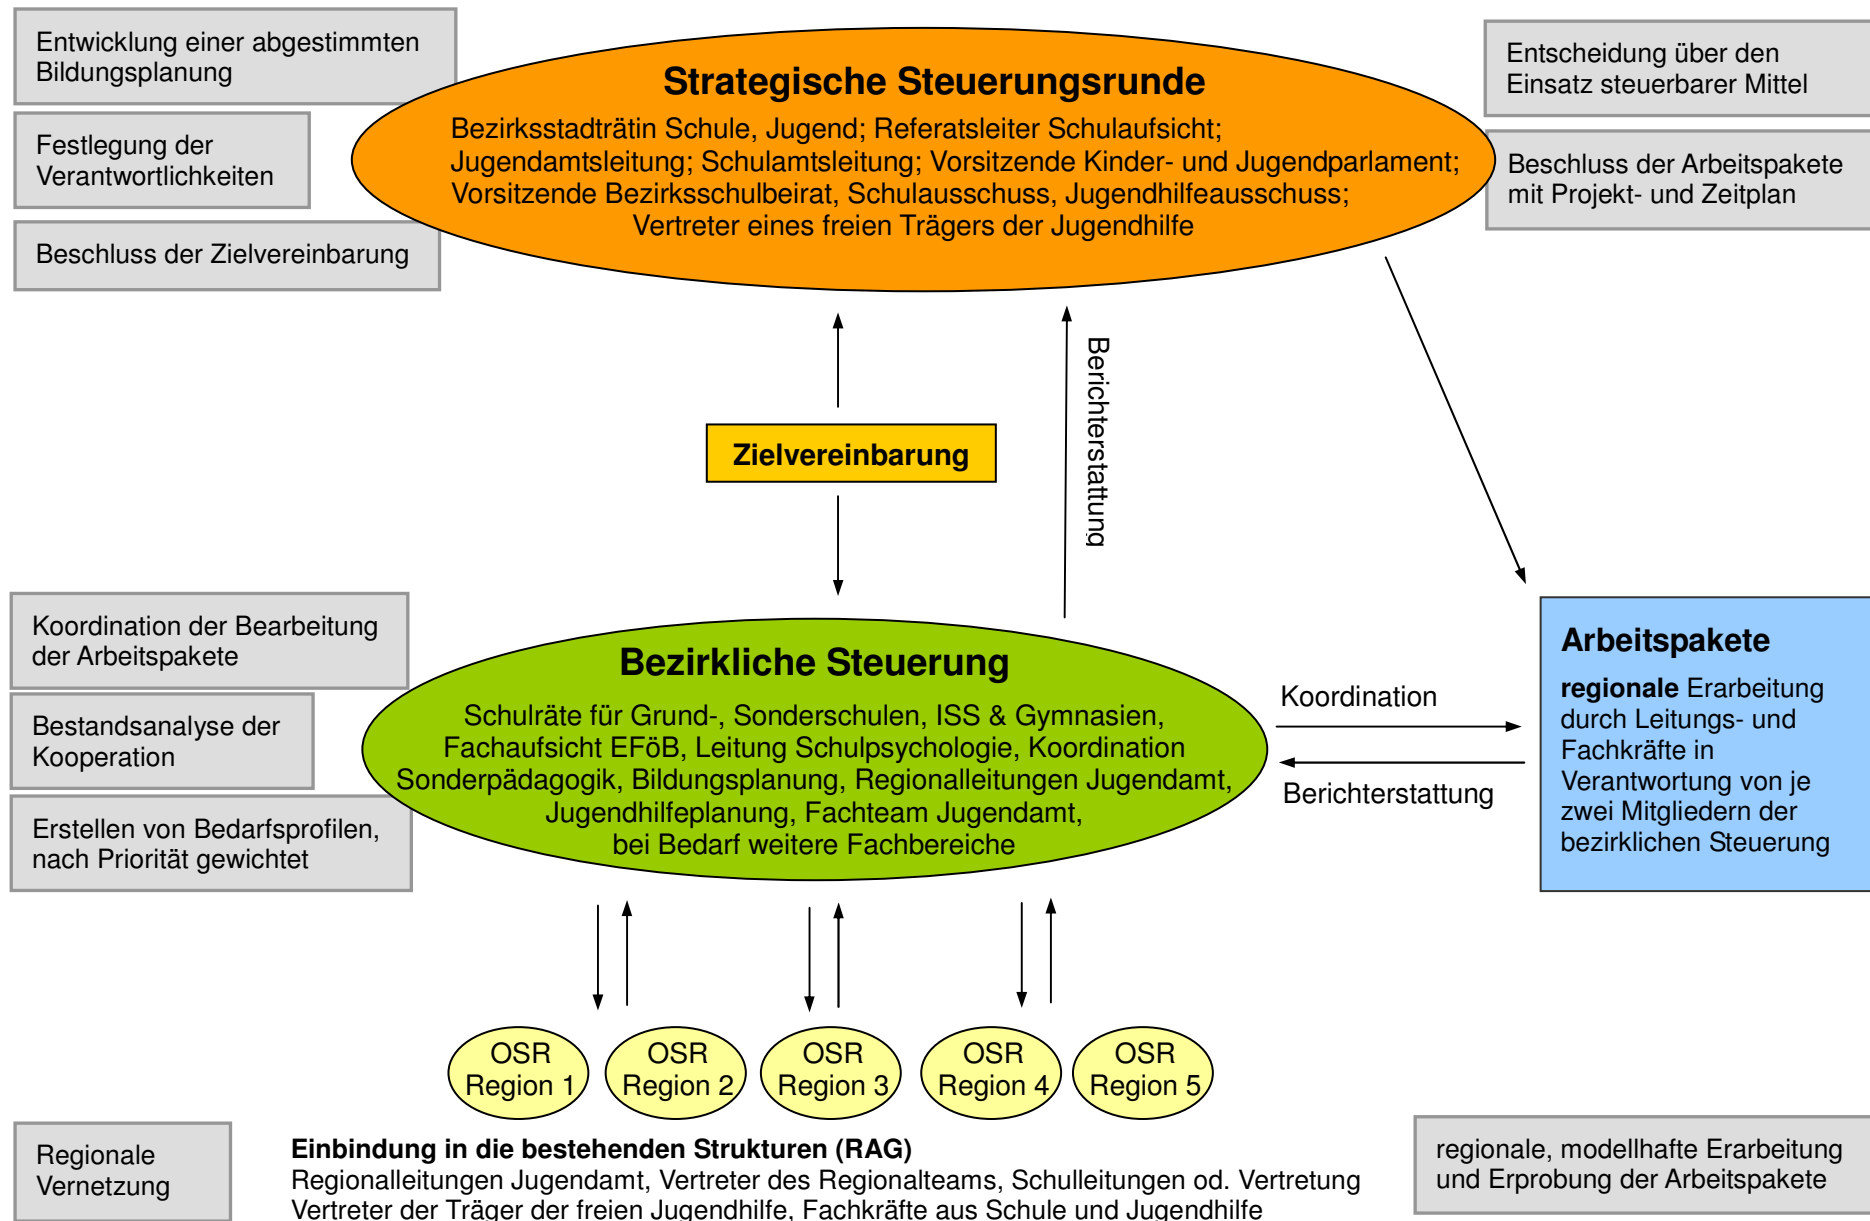 Entwicklung einer abgestimmten
Bildungsplanung
Festlegung der
Verantwortlichkeiten
Beschluss der Zielvereinbarung
Strategische Steuerungsrunde
Bezirksstadträtin Schule, Jugend; Referatsleiter Schulaufsicht;
Jugendamtsleitung; Schulamtsleitung; Vorsitzende Kinder- und Jugendparlament;
Vorsitzende Bezirksschulbeirat, Schulausschuss, Jugendhilfeausschuss;
Vertreter eines freien Trägers der Jugendhilfe
Entscheidung über den
Einsatz steuerbarer Mittel
Beschluss der Arbeitspakete
mit Projekt- und Zeitplan
Zielvereinbarung
Berichterstattung
Koordination der Bearbeitung
der Arbeitspakete
Bestandsanalyse der
Kooperation
Erstellen von Bedarfsprofilen,
nach Priorität gewichtet
Bezirkliche Steuerung
Schulräte für Grund-, Sonderschulen, ISS & Gymnasien,
Fachaufsicht EFöB, Leitung Schulpsychologie, Koordination
Sonderpädagogik, Bildungsplanung, Regionalleitungen Jugendamt,
Jugendhilfeplanung, Fachteam Jugendamt,
bei Bedarf weitere Fachbereiche
Koordination
Berichterstattung
Arbeitspakete
regionale Erarbeitung
durch Leitungs- und
Fachkräfte in
Verantwortung von je
zwei Mitgliedern der
bezirklichen Steuerung
OSR
Region 1
OSR
Region 2
OSR
Region 3
OSR
Region 4
OSR
Region 5
Regionale
Vernetzung
Einbindung in die bestehenden Strukturen (RAG)
Regionalleitungen Jugendamt, Vertreter des Regionalteams, Schulleitungen od. Vertretung
Vertreter der Träger der freien Jugendhilfe, Fachkräfte aus Schule und Jugendhilfe
regionale, modellhafte Erarbeitung
und Erprobung der Arbeitspakete